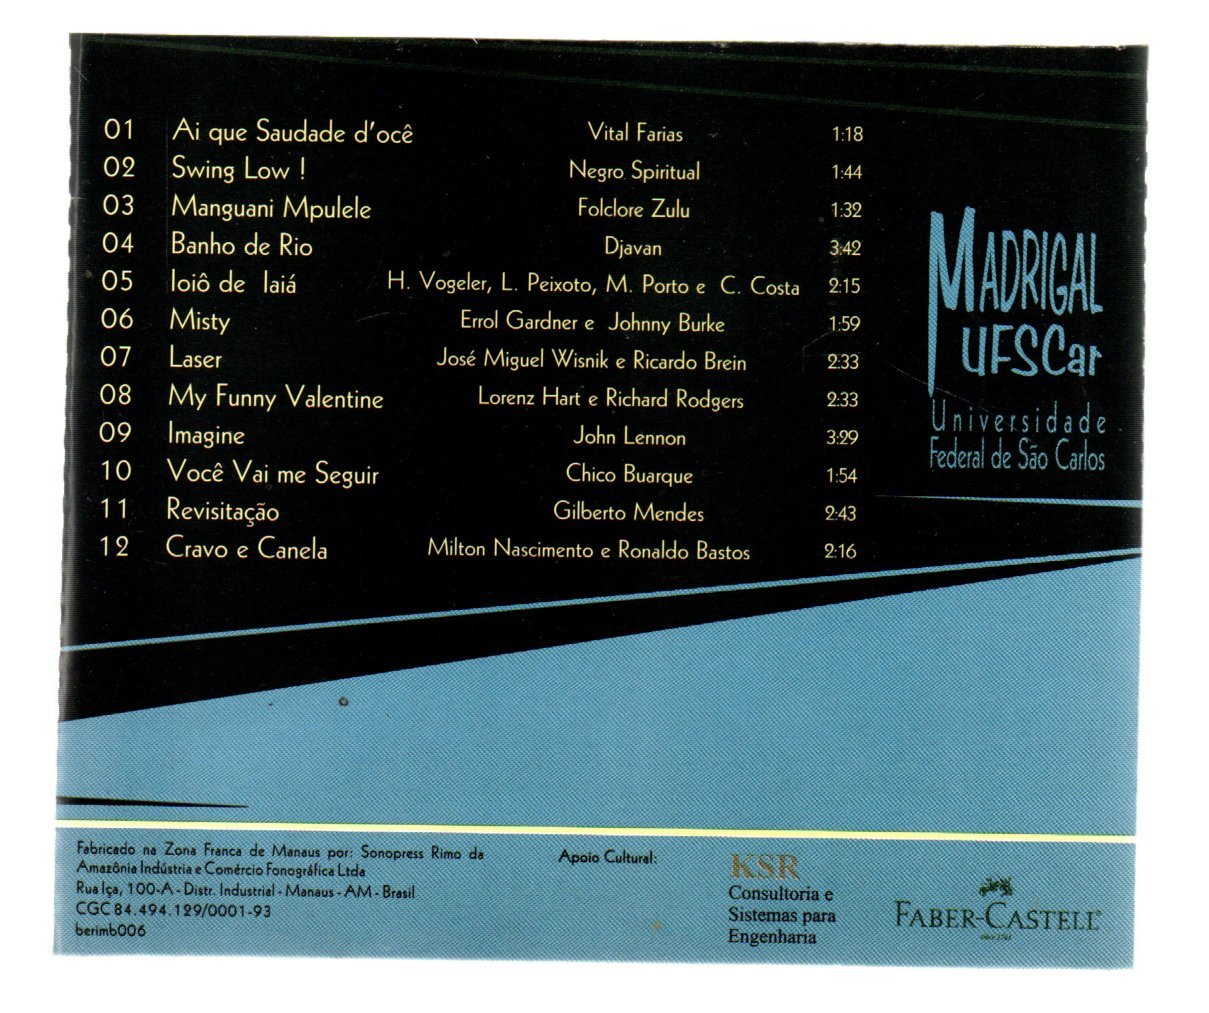 01 Ai que Saudade d'ocê Vital Farias 1:18
02 Swing Low ! Negro Spiritual 1:44
03 Manguani Mpulele Folclore Zulu 1:32
04 Banho de Rio Djavan 3:42
05 Ioiô de Iaiá H. Vogeler, L. Peixoto, M. Porto e C. Costa 2:15
06 Misty Errol Gardner e Johnny Burke 1:59
07 Laser José Miguel Wisnik e Ricardo Brein 2:33
08 My Funny Valentine Lorenz Hart e Richard Rodgers 2:33
09 Imagine John Lennon 3:29
10 Você Vai me Seguir Chico Buarque 1:54
11 Revisitação Gilberto Mendes 2:43
12 Cravo e Canela Milton Nascimento e Ronaldo Bastos 2:16
MADRIGAL
UFSCar
Universidade
Federal de São Carlos
Fabricado na Zona Franca de Manaus por: Sonopress Rimo da
Amazônia Indústria e Comércio Fonográfica Ltda
Rua Iça, 100-A - Distr. Industrial - Manaus - AM - Brasil
CGC 84.494.129/0001-93
berimb006
Apoio Cultural:
KSR
Consultoria e
Sistemas para
Engenharia
FABER-CASTELL
SINCE 1761